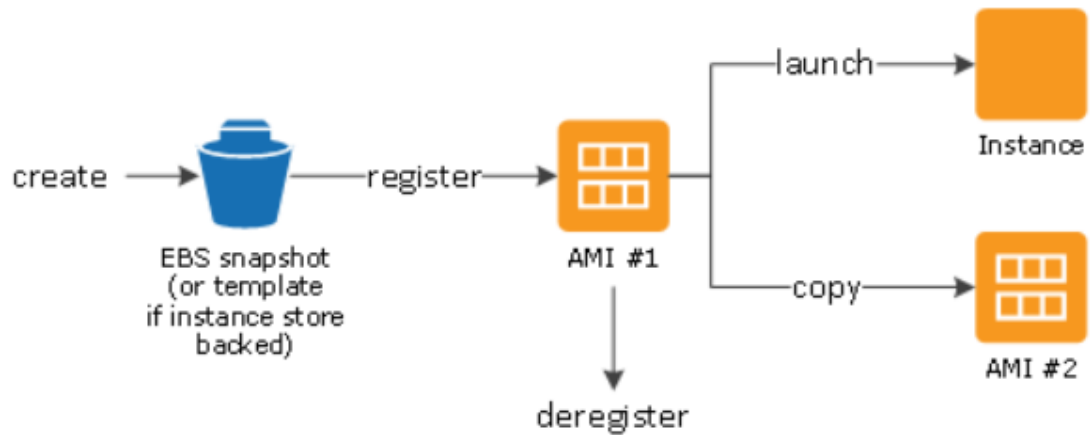 create
register
launch
copy
deregister
EBS snapshot
(or template
if instance store
backed)
AMI #1
Instance
AMI #2